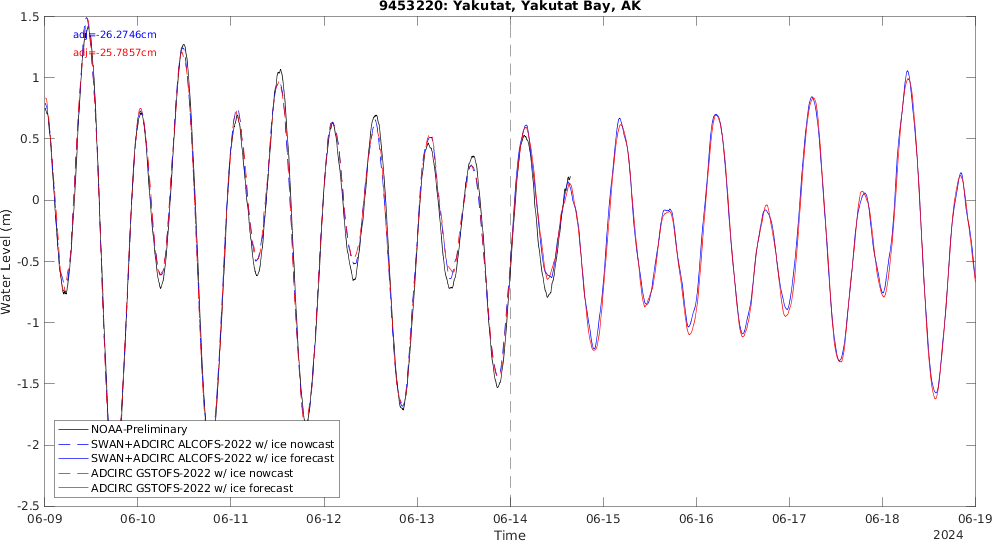 9453220: Yakutat, Yakutat Bay, AK
adj=-26.2746cm
adj=-25.7857cm
Water Level (m)
1.5
1
0.5
0
-0.5
-1
-1.5
-2
-2.5
NOAA-Preliminary
SWAN+ADCIRC ALCOFS-2022 w/ ice nowcast
SWAN+ADCIRC ALCOFS-2022 w/ ice forecast
ADCIRC GSTOFS-2022 w/ ice nowcast
ADCIRC GSTOFS-2022 w/ ice forecast
06-09 06-10 06-11 06-12 06-13 06-14 06-15 06-16 06-17 06-18 06-19
Time
2024